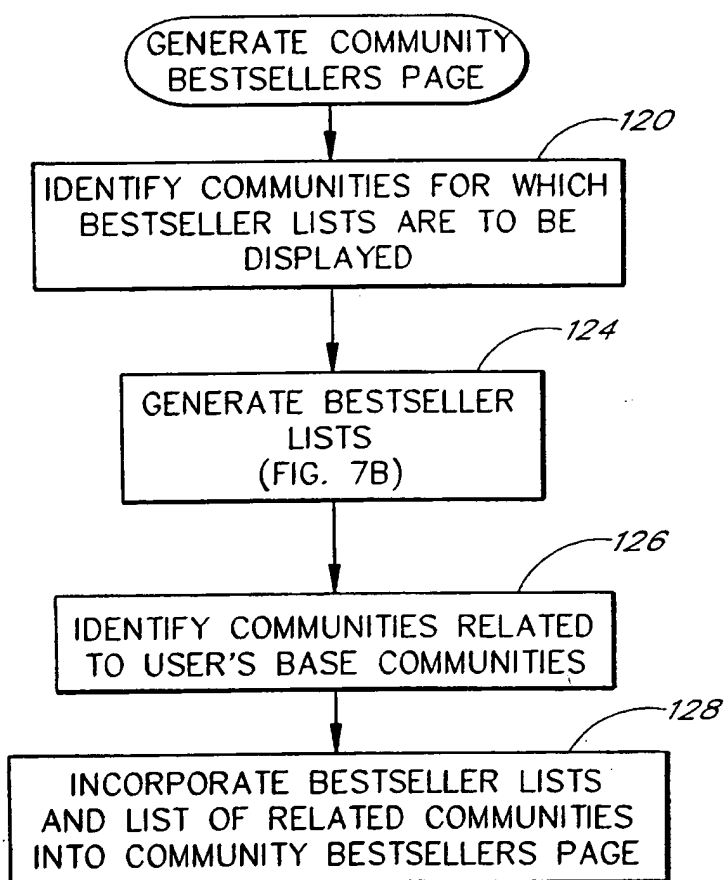 GENERATE COMMUNITY
BESTSELLERS PAGE
120
IDENTIFY COMMUNITIES FOR WHICH
BESTSELLER LISTS ARE TO BE
DISPLAYED
124
GENERATE BESTSELLER
LISTS
(FIG. 7B)
126
IDENTIFY COMMUNITIES RELATED
TO USER'S BASE COMMUNITIES
128
INCORPORATE BESTSELLER LISTS
AND LIST OF RELATED COMMUNITIES
INTO COMMUNITY BESTSELLERS PAGE